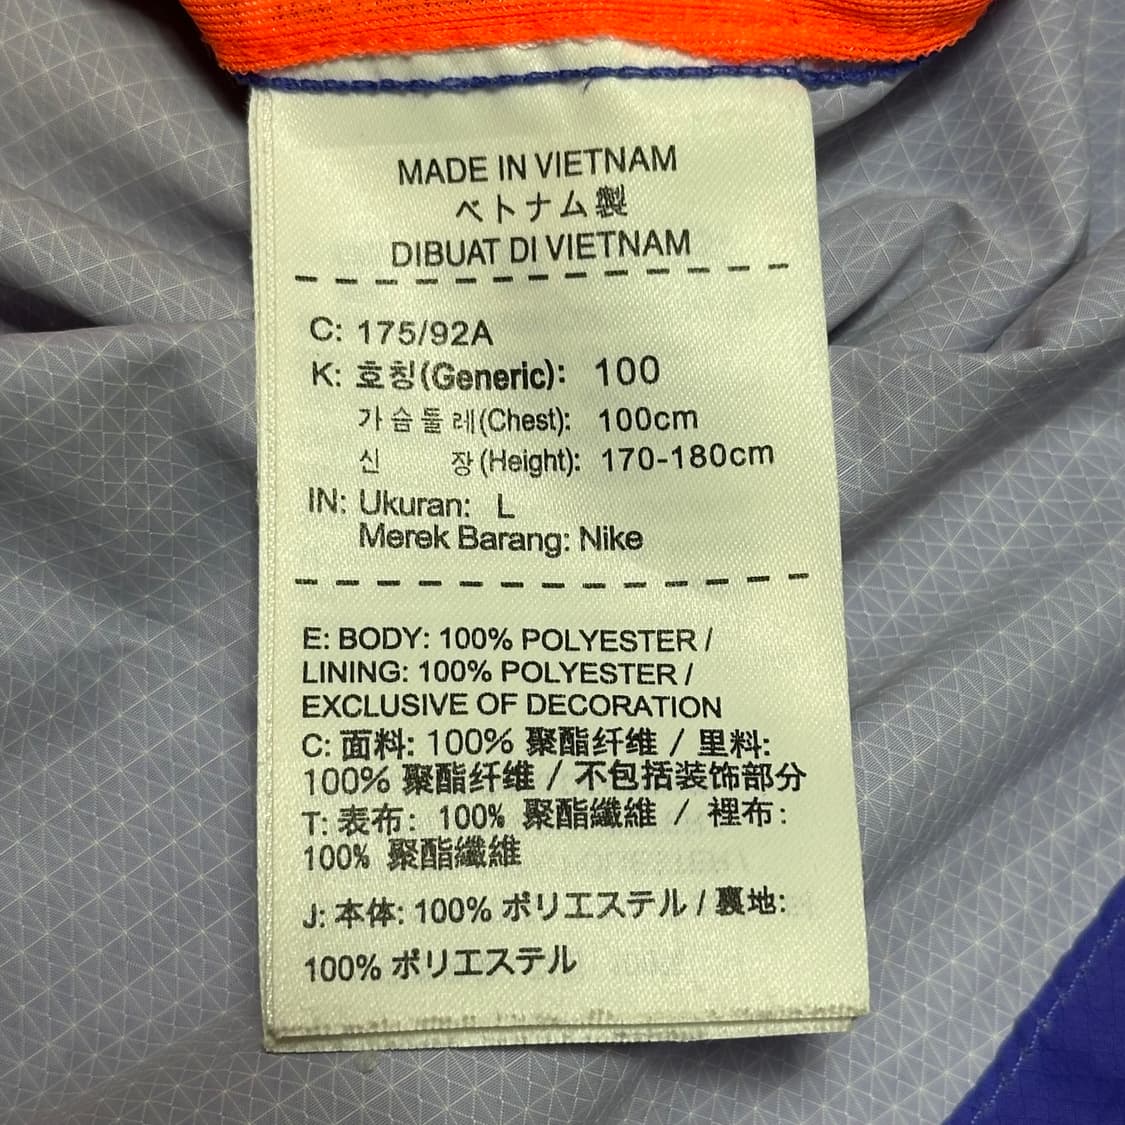 MADE IN VIETNAM
ベトナム製
DIBUAT DI VIETNAM
C: 175/92A
K: 호칭(Generic): 100
가슴둘레(Chest): 100cm
신 장(Height): 170-180cm
IN: Ukuran: L
Merek Barang: Nike
E: BODY: 100% POLYESTER /
LINING: 100% POLYESTER /
EXCLUSIVE OF DECORATION
C: 面料: 100% 聚酯纤维 / 里料:
100% 聚酯纤维 / 不包括装饰部分
T: 表布: 100% 聚酯纖維 / 裡布:
100% 聚酯纖維
J: 本体: 100% ポリエステル / 裏地:
100% ポリエステル